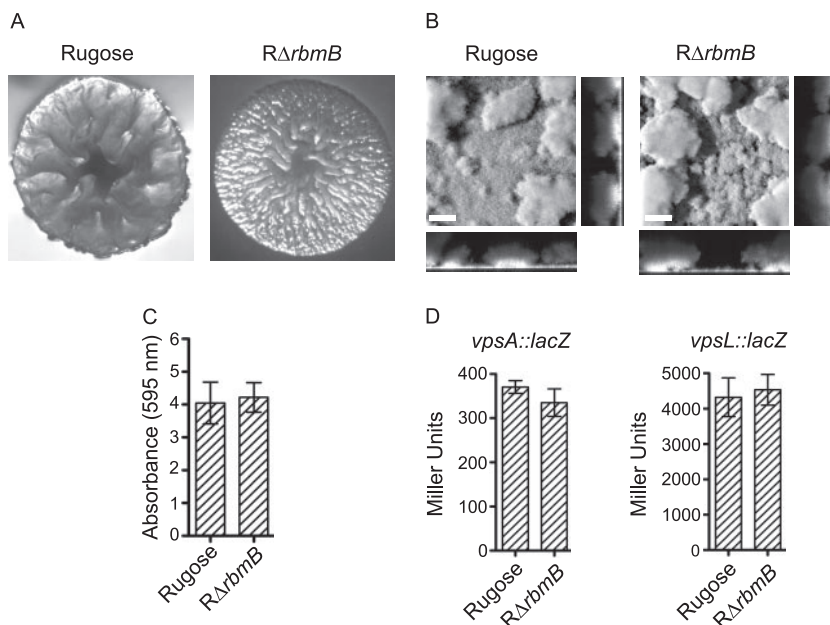 A
Rugose
RΔrbmB
B
Rugose
RΔrbmB
C
Absorbance (595 nm)
6
5
4
3
2
1
0
Rugose
RΔrbmB
D
vpsA::lacZ
Miller Units
400
300
200
100
0
Rugose
RΔrbmB
vpsL::lacZ
Miller Units
5000
4000
3000
2000
1000
0
Rugose
RΔrbmB